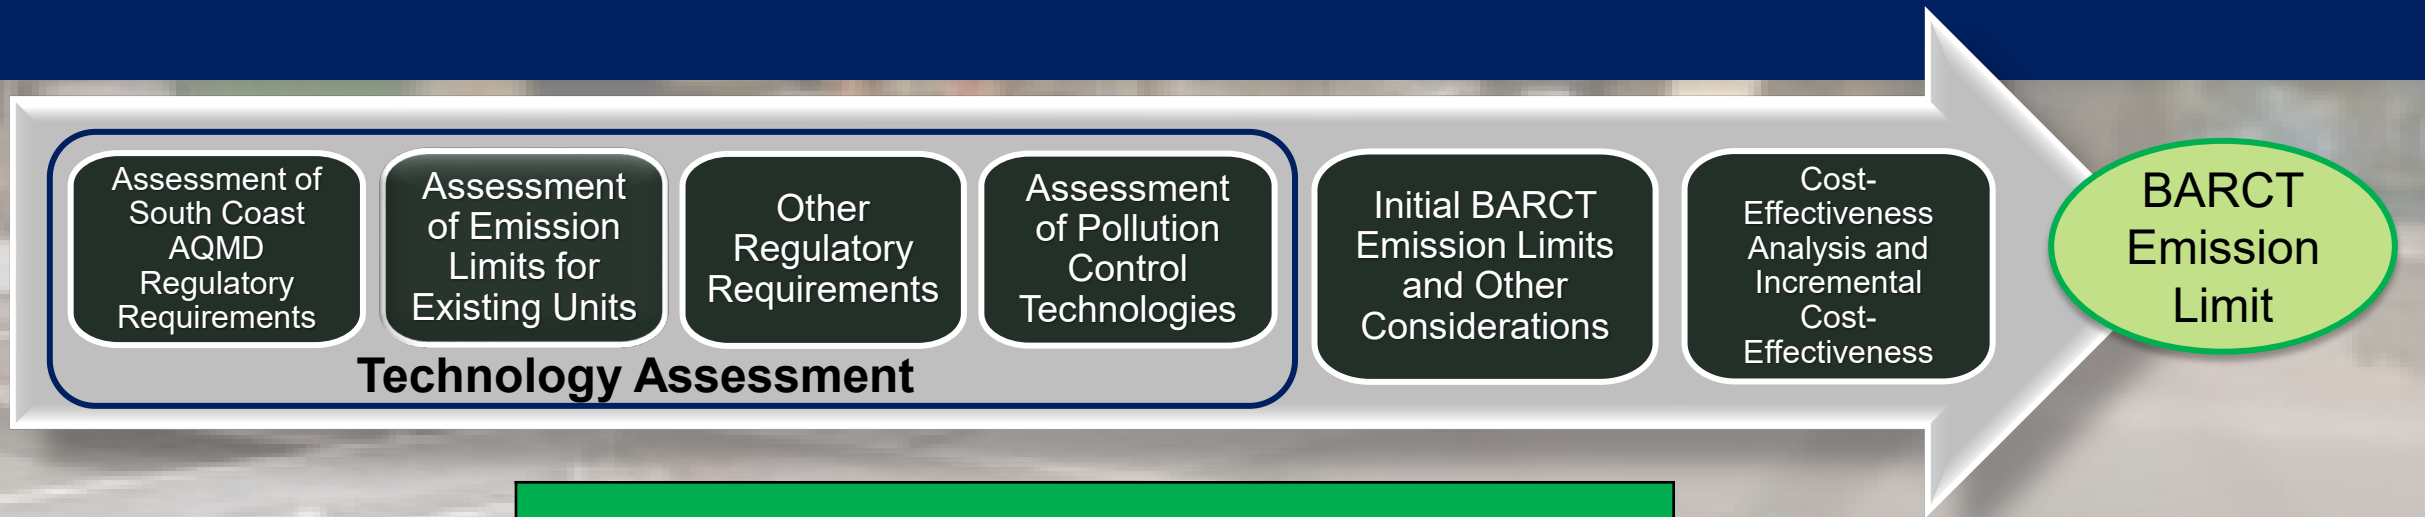 Assessment of
South Coast
AQMD
Regulatory
Requirements
Assessment
of Emission
Limits for
Existing Units
Other
Regulatory
Requirements
Assessment
of Pollution
Control
Technologies
Technology Assessment
Initial BARCT
Emission Limits
and Other
Considerations
Cost-
Effectiveness
Analysis and
Incremental
Cost-
Effectiveness
BARCT
Emission
Limit